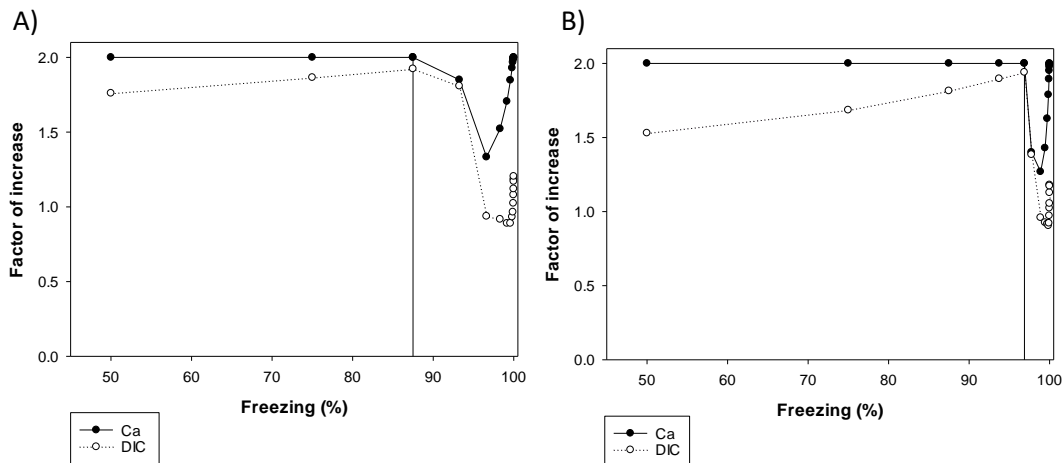 A)
2.0
1.5
1.0
0.5
0.0
Factor of increase
50 60 70 80 90 100
Freezing (%)
Ca
DIC
B)
2.0
1.5
1.0
0.5
0.0
Factor of increase
50 60 70 80 90 100
Freezing (%)
Ca
DIC